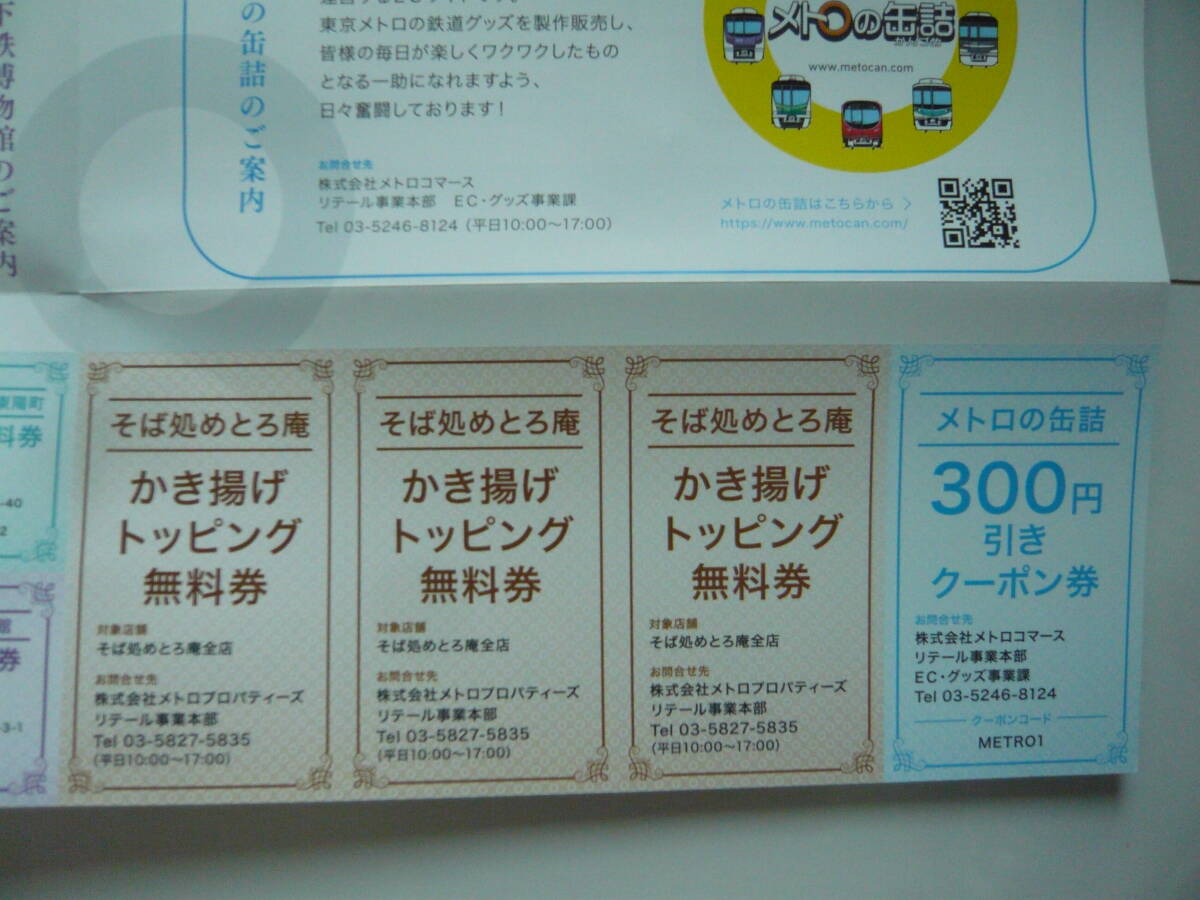 下鉄博物館のご案内
の缶詰のご案内
東京メトロの鉄道グッズを製作販売し、
皆様の毎日が楽しくワクワクしたもの
となる一助になれますよう、
日々奮闘しております!
お問合せ先
株式会社メトロコマース
リテール事業本部 EC・グッズ事業課
Tel 03-5246-8124（平日10:00〜17:00）
メトロの缶詰
www.metocan.com
メトロの缶詰はこちらから >
https://www.metocan.com/
東陽町
料券
-40
2
館
券
-3-1
そば処めとろ庵
かき揚げ
トッピング
無料券
対象店舗
そば処めとろ庵全店
お問合せ先
株式会社メトロプロパティーズ
リテール事業本部
Tel 03-5827-5835
（平日10:00〜17:00）
そば処めとろ庵
かき揚げ
トッピング
無料券
対象店舗
そば処めとろ庵全店
お問合せ先
株式会社メトロプロパティーズ
リテール事業本部
Tel 03-5827-5835
（平日10:00〜17:00）
そば処めとろ庵
かき揚げ
トッピング
無料券
対象店舗
そば処めとろ庵全店
お問合せ先
株式会社メトロプロパティーズ
リテール事業本部
Tel 03-5827-5835
（平日10:00〜17:00）
メトロの缶詰
300円
引き
クーポン券
お問合せ先
株式会社メトロコマース
リテール事業本部
EC・グッズ事業課
Tel 03-5246-8124
クーポンコード
METRO1